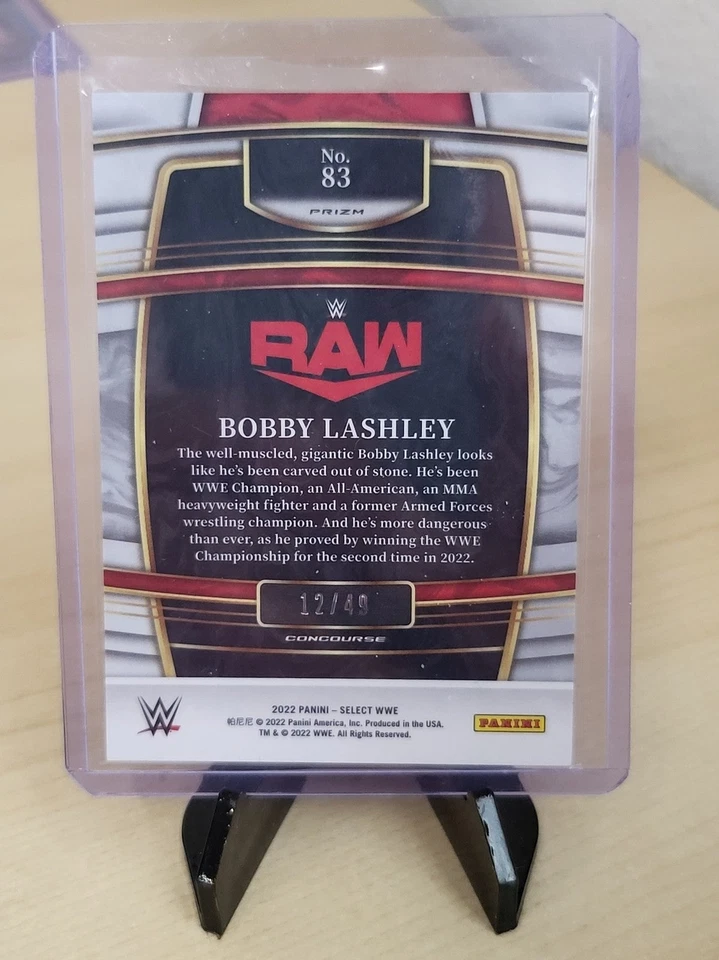 No.
83
PRIZM
W
RAW
BOBBY LASHLEY
The well-muscled, gigantic Bobby Lashley looks
like he's been carved out of stone. He's been
WWE Champion, an All-American, an MMA
heavyweight fighter and a former Armed Forces
wrestling champion. And he's more dangerous
than ever, as he proved by winning the WWE
Championship for the second time in 2022.
12/49
CONCOURSE
W
2022 PANINI – SELECT WWE
帕尼尼 © 2022 Panini America, Inc. Produced in the USA.
TM & © 2022 WWE. All Rights Reserved.
PANINI